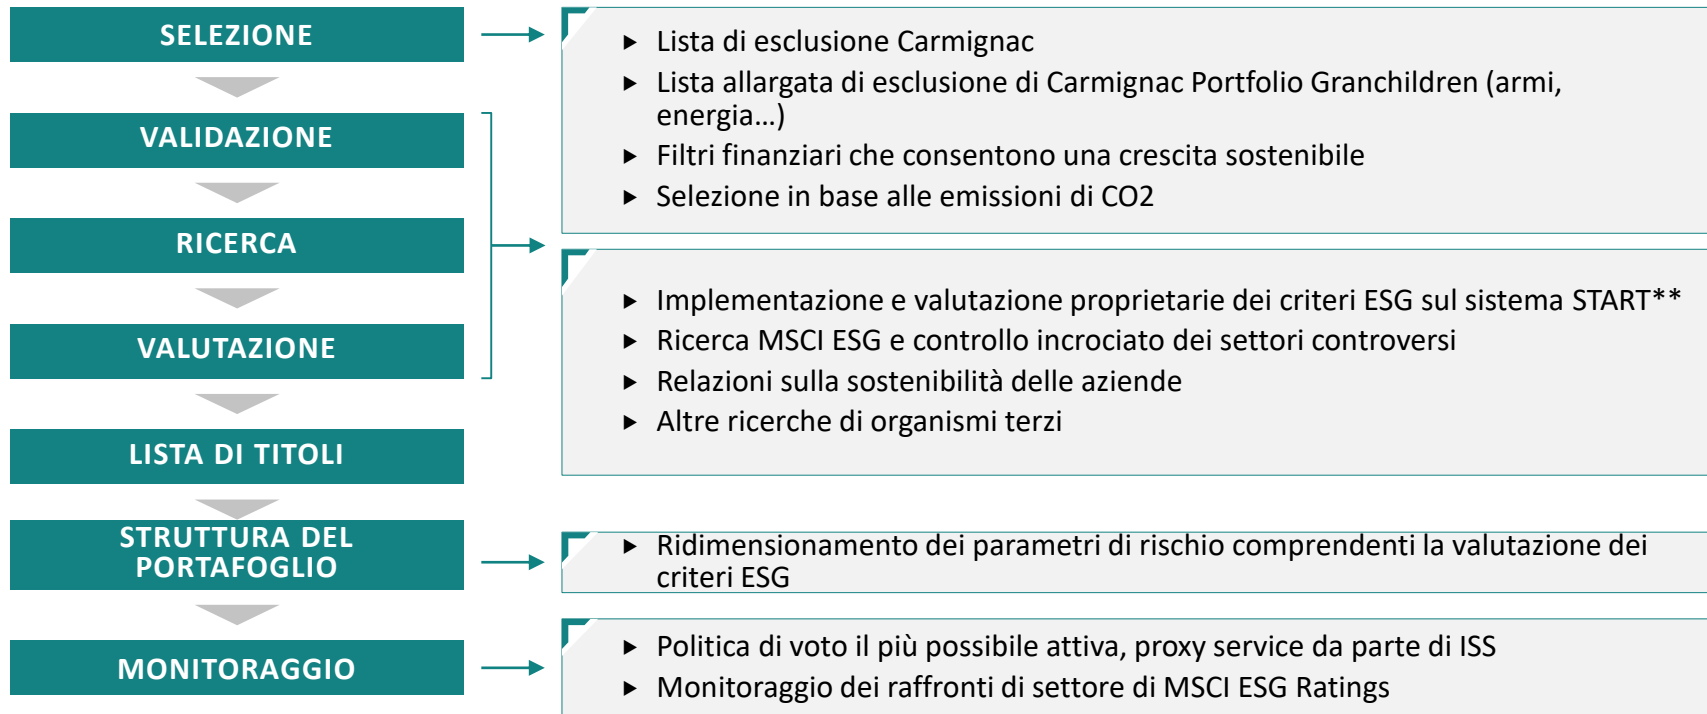 SELEZIONE
► Lista di esclusione Carmignac
► Lista allargata di esclusione di Carmignac Portfolio Granchildren (armi,
energia...)
► Filtri finanziari che consentono una crescita sostenibile
► Selezione in base alle emissioni di CO2
VALIDAZIONE
RICERCA
VALUTAZIONE
► Implementazione e valutazione proprietarie dei criteri ESG sul sistema START**
► Ricerca MSCI ESG e controllo incrociato dei settori controversi
► Relazioni sulla sostenibilità delle aziende
► Altre ricerche di organismi terzi
LISTA DI TITOLI
STRUTTURA DEL
PORTAFOGLIO
► Ridimensionamento dei parametri di rischio comprendenti la valutazione dei
criteri ESG
MONITORAGGIO
► Politica di voto il più possibile attiva, proxy service da parte di ISS
► Monitoraggio dei raffronti di settore di MSCI ESG Ratings